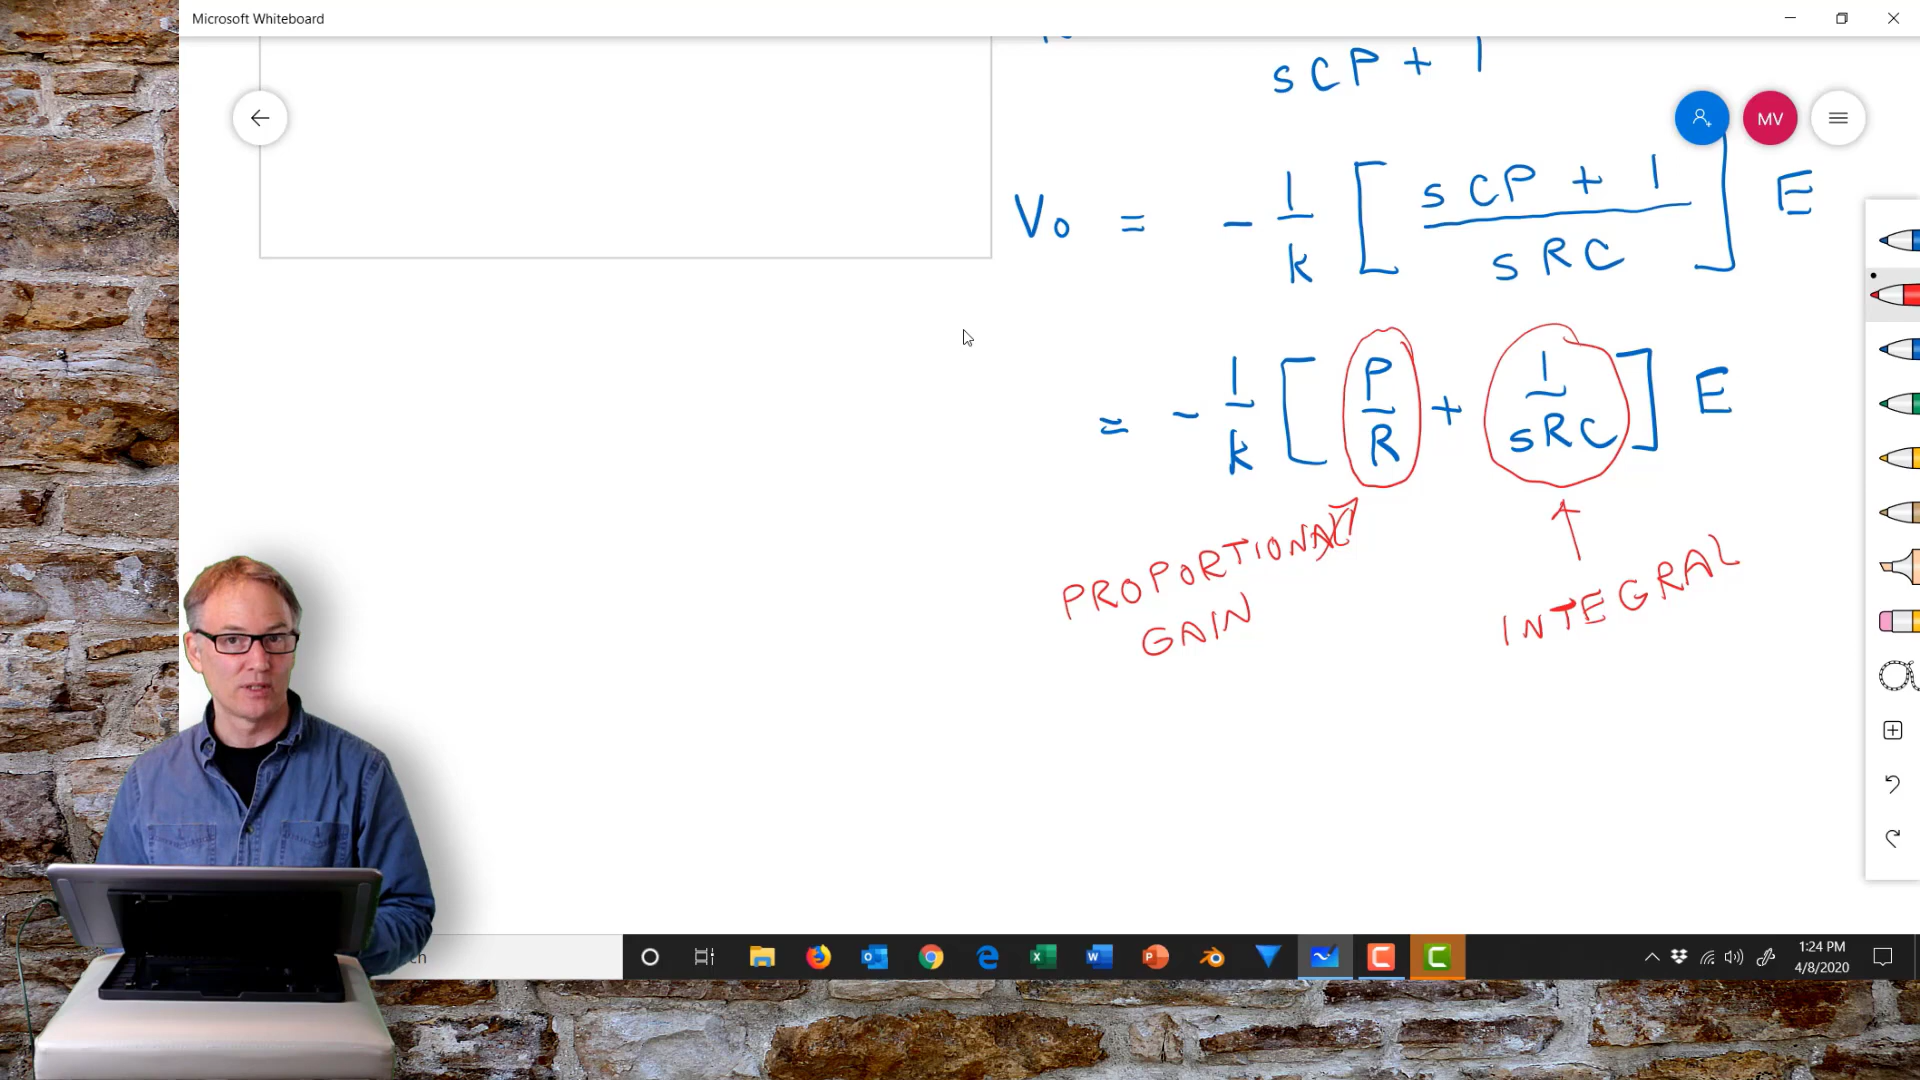 Microsoft Whiteboard
sCP + 1
MV
Vo = - 1/k [ (sCP + 1)/(sRC) ] E
= - 1/k [ P/R + 1/(sRC) ] E
PROPORTIONAL
GAIN
INTEGRAL
ch
1:24 PM
4/8/2020